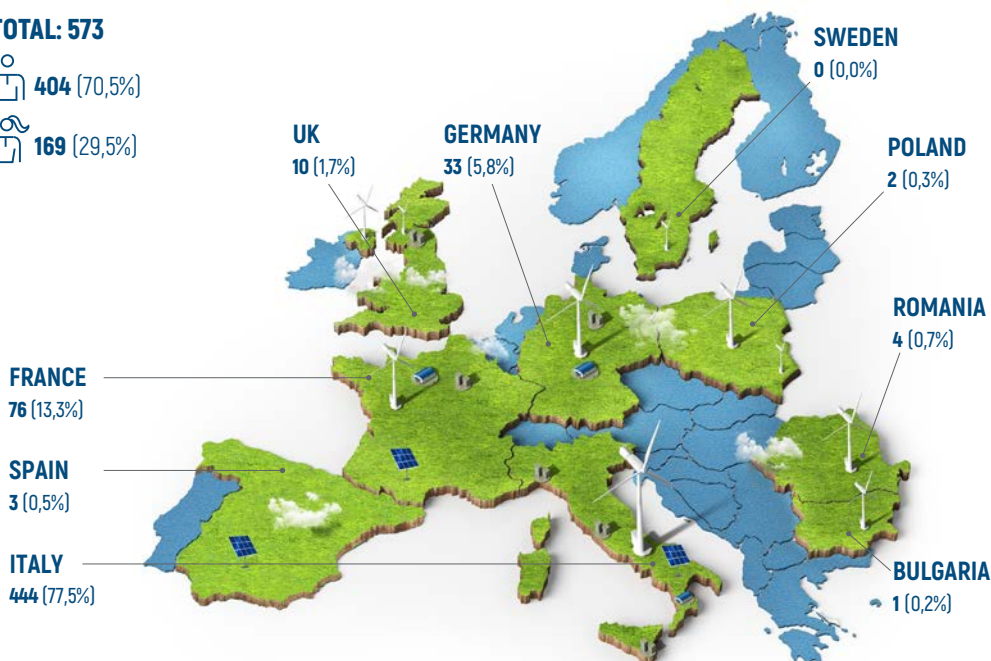 TOTAL: 573
404 (70,5%)
169 (29,5%)
UK
10 (1,7%)
GERMANY
33 (5,8%)
SWEDEN
0 (0,0%)
POLAND
2 (0,3%)
ROMANIA
4 (0,7%)
FRANCE
76 (13,3%)
SPAIN
3 (0,5%)
ITALY
444 (77,5%)
BULGARIA
1 (0,2%)